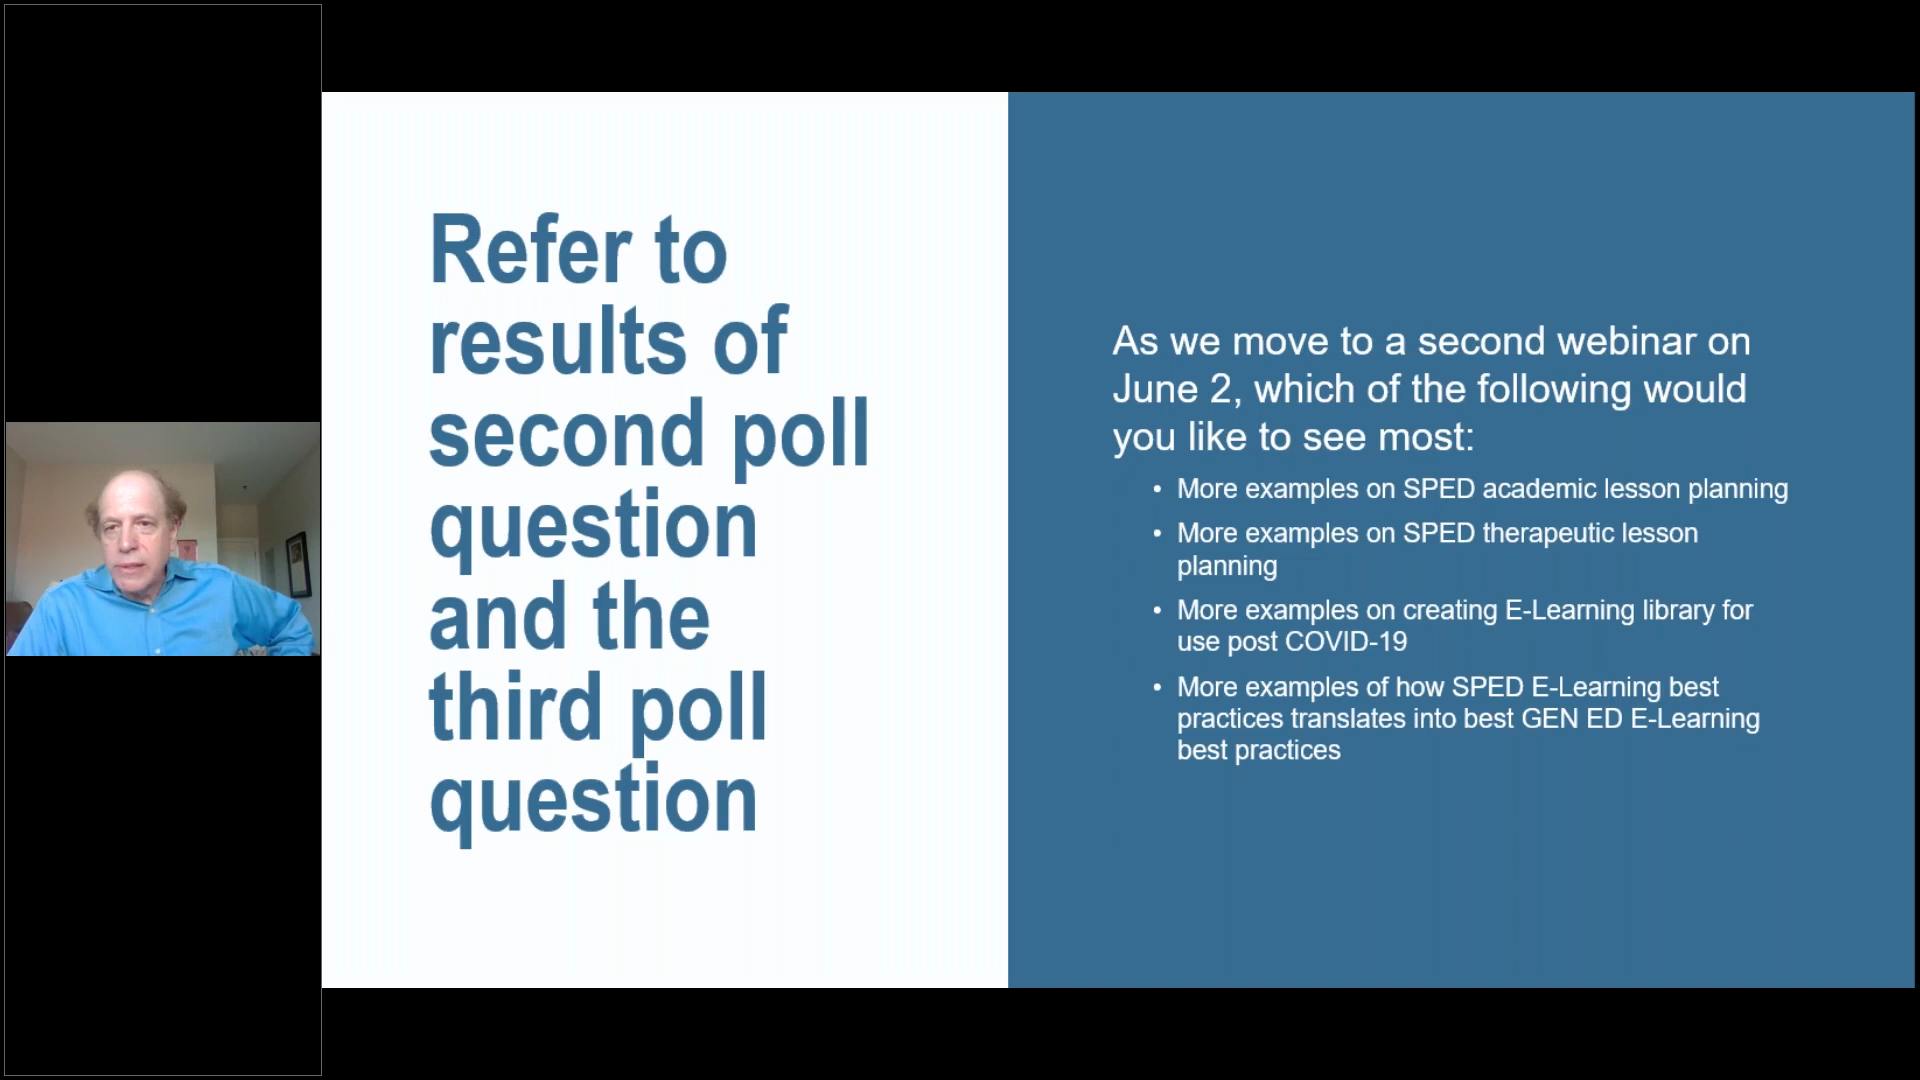 Refer to
results of
second poll
question
and the
third poll
question
As we move to a second webinar on
June 2, which of the following would
you like to see most:
• More examples on SPED academic lesson planning
• More examples on SPED therapeutic lesson
planning
• More examples on creating E-Learning library for
use post COVID-19
• More examples of how SPED E-Learning best
practices translates into best GEN ED E-Learning
best practices